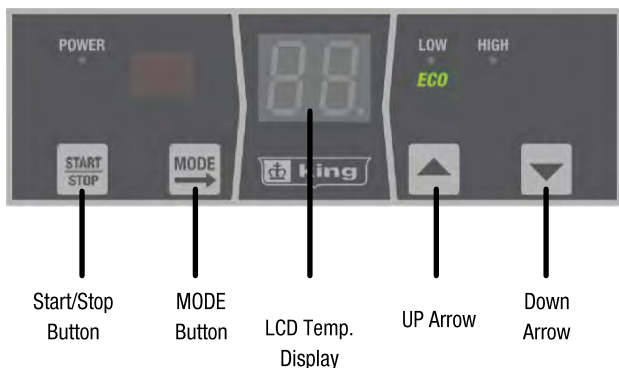 POWER
LOW HIGH
ECO
88.
START
STOP
MODE
king
Start/Stop
Button
MODE
Button
LCD Temp.
Display
UP Arrow
Down
Arrow